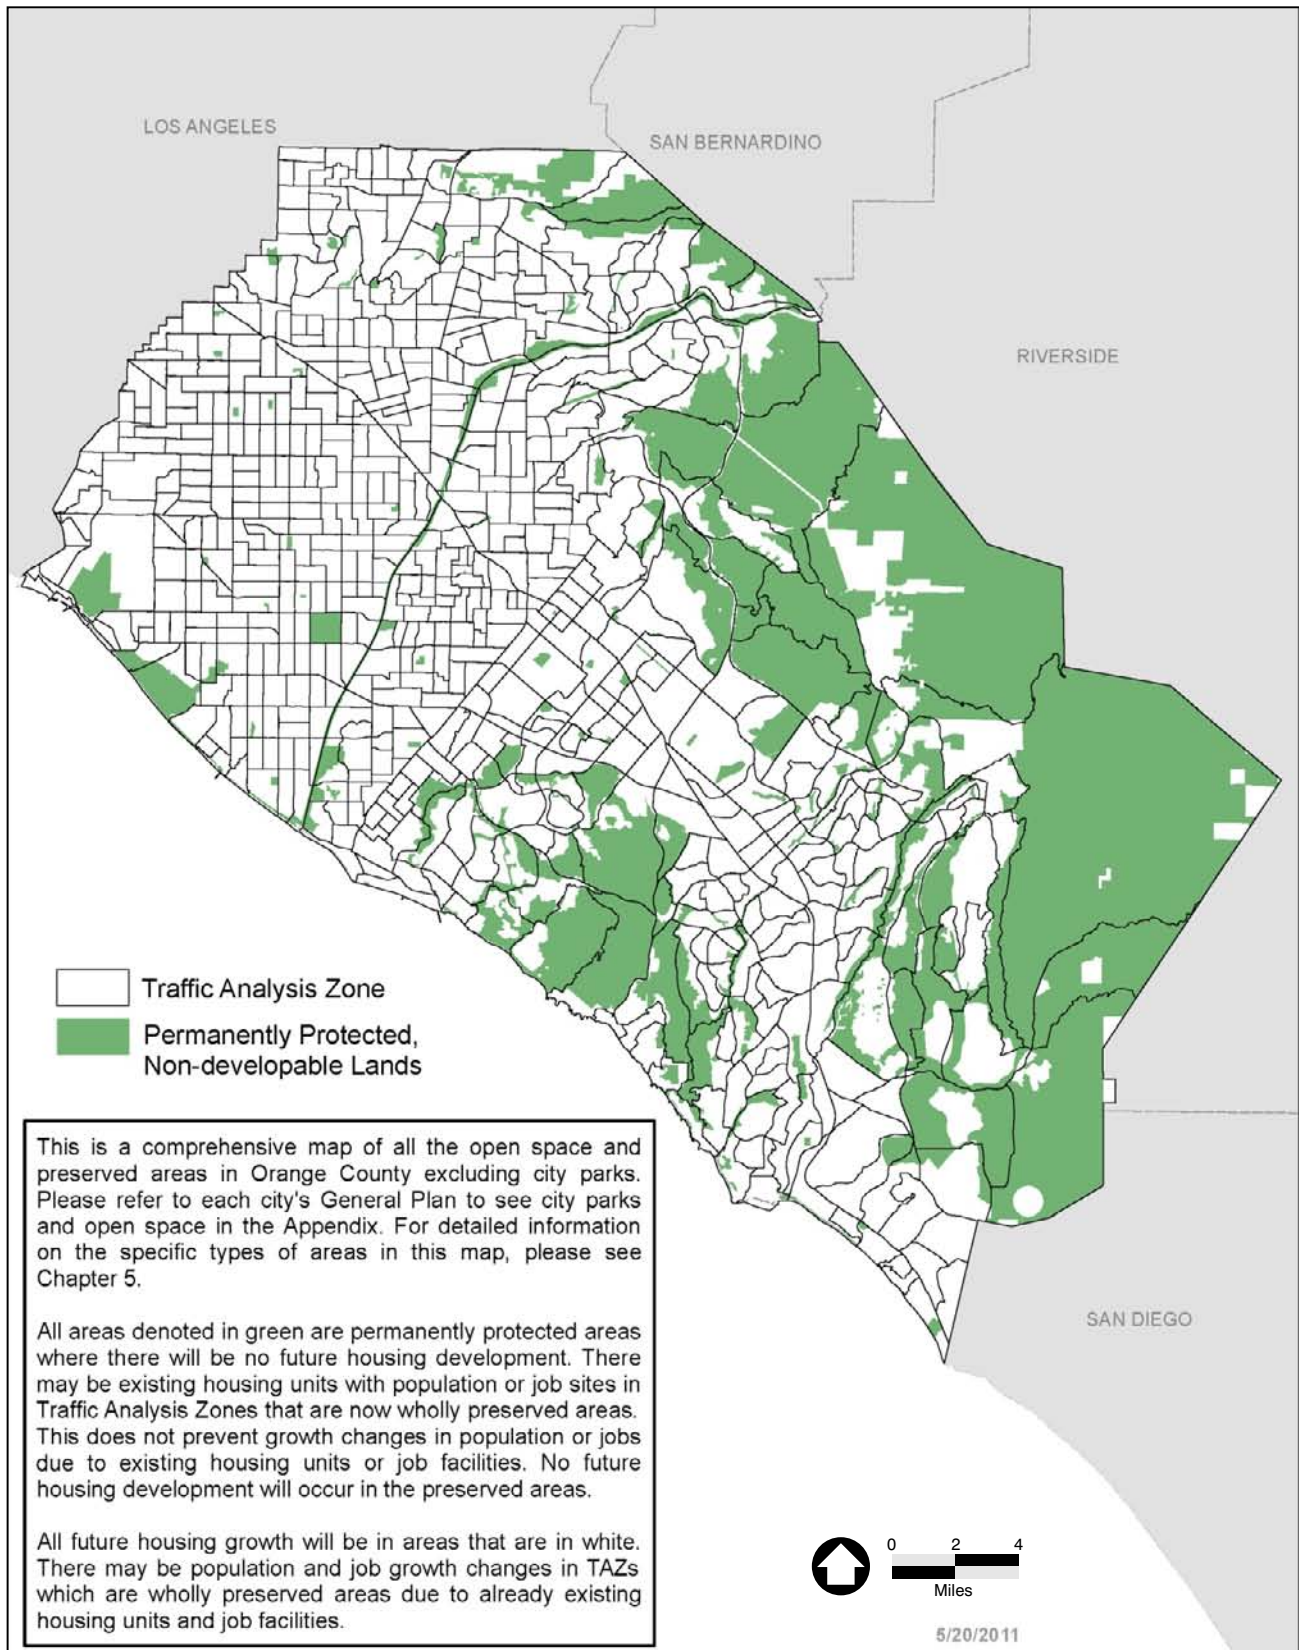 LOS ANGELES
SAN BERNARDINO
RIVERSIDE
Traffic Analysis Zone
Permanently Protected,
Non-developable Lands
This is a comprehensive map of all the open space and
preserved areas in Orange County excluding city parks.
Please refer to each city's General Plan to see city parks
and open space in the Appendix. For detailed information
on the specific types of areas in this map, please see
Chapter 5.
All areas denoted in green are permanently protected areas
where there will be no future housing development. There
may be existing housing units with population or job sites in
Traffic Analysis Zones that are now wholly preserved areas.
This does not prevent growth changes in population or jobs
due to existing housing units or job facilities. No future
housing development will occur in the preserved areas.
All future housing growth will be in areas that are in white.
There may be population and job growth changes in TAZs
which are wholly preserved areas due to already existing
housing units and job facilities.
SAN DIEGO
0 2 4
Miles
5/20/2011